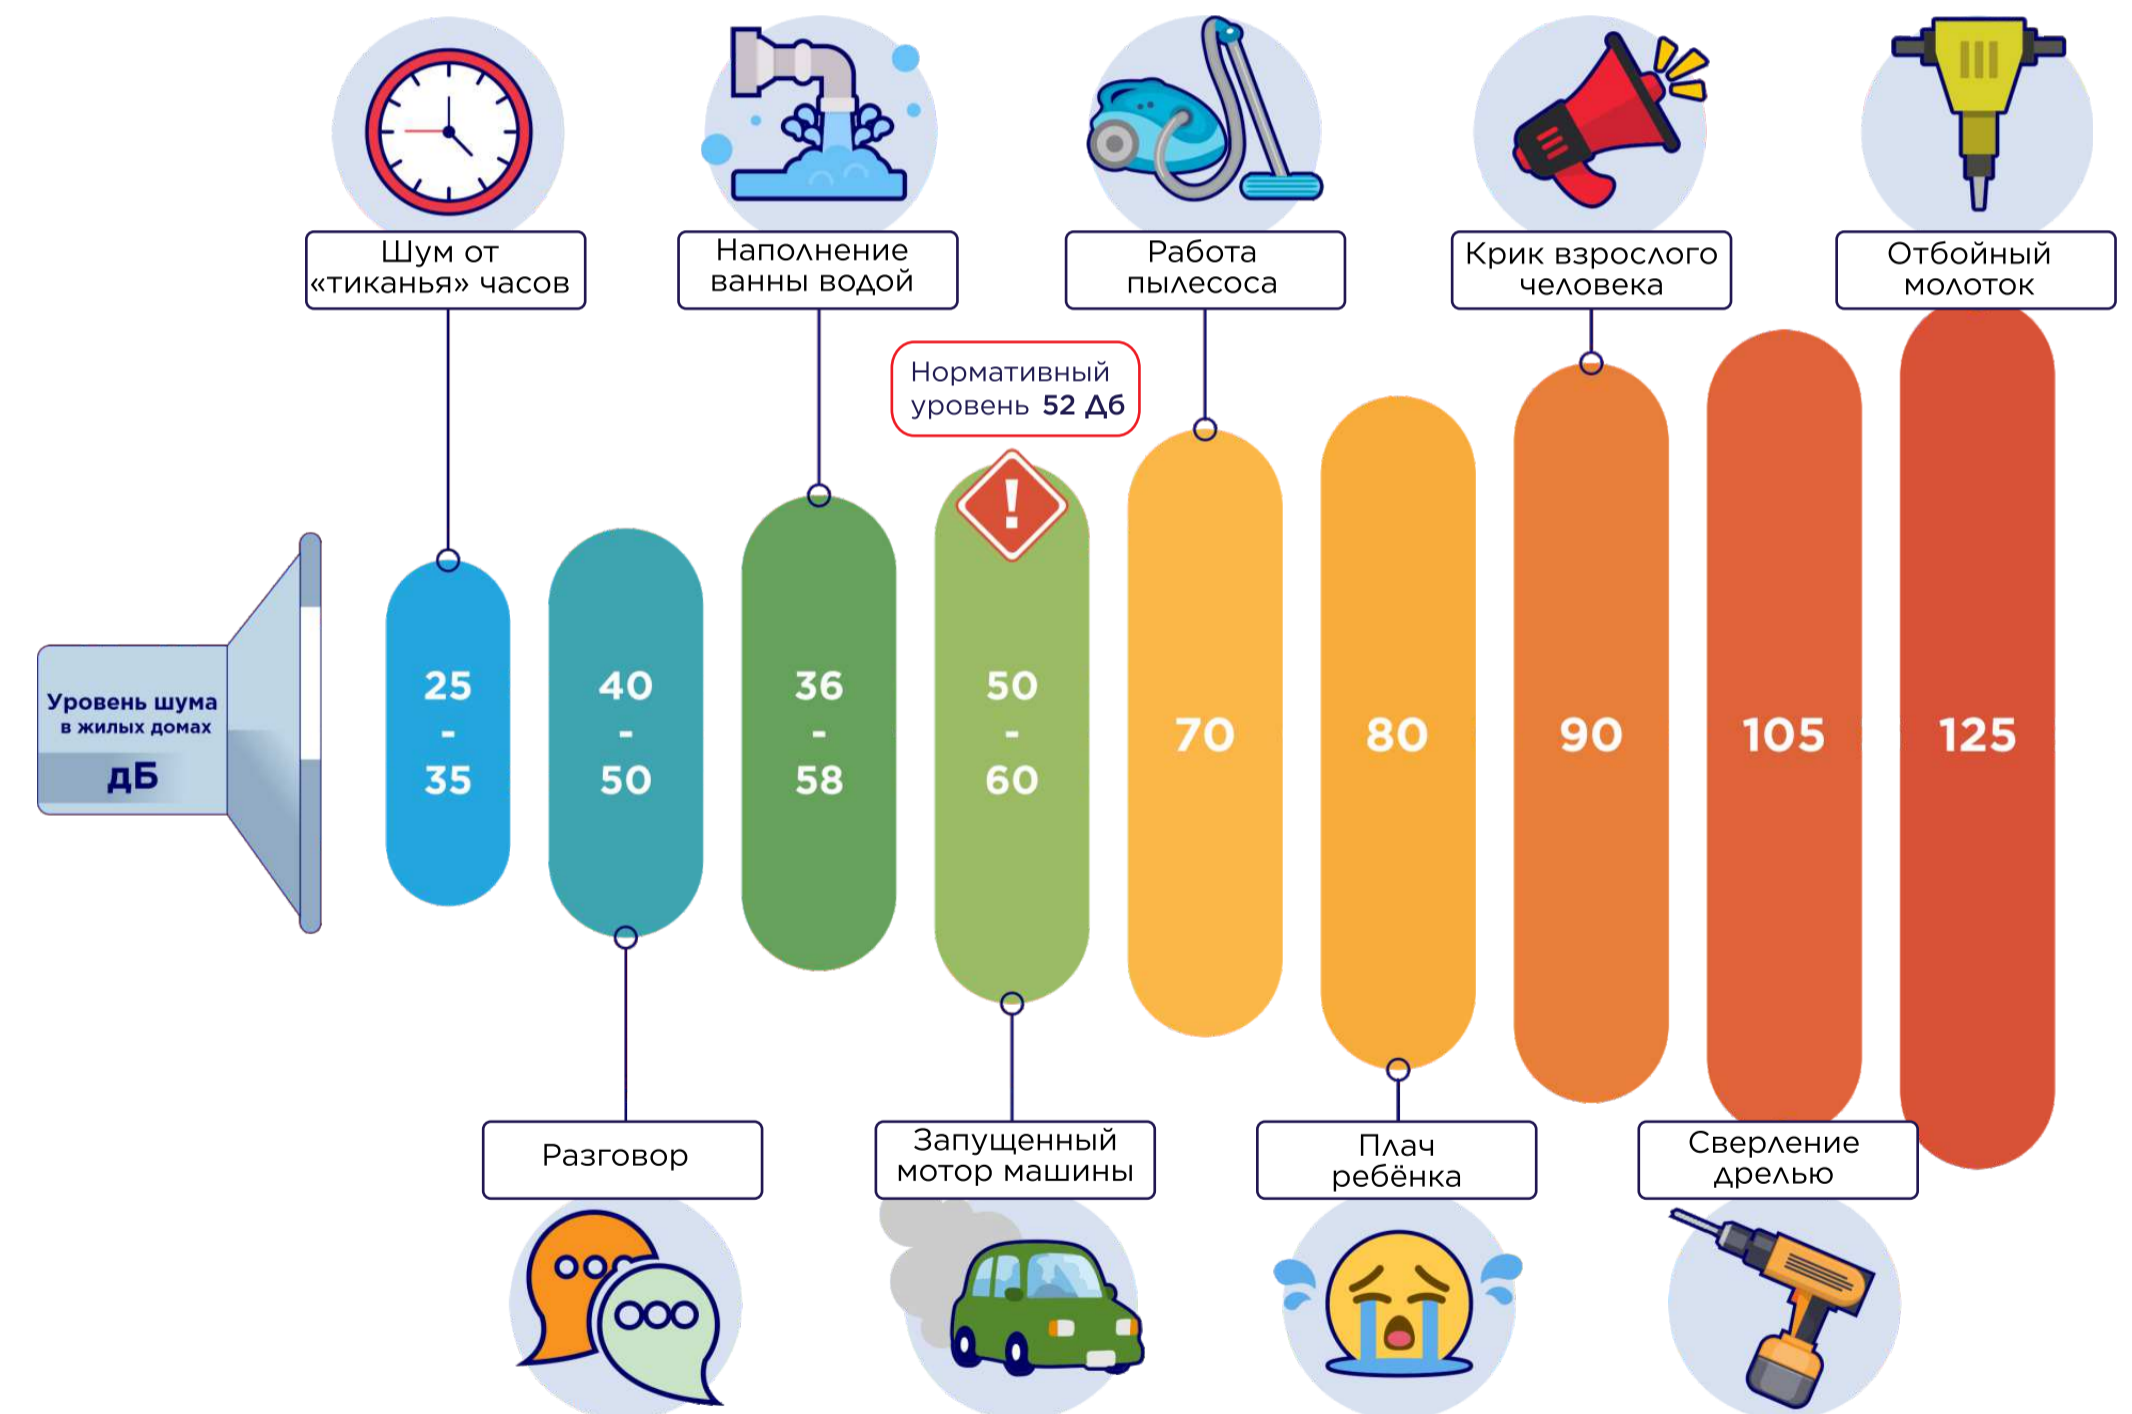 Шум от
«тиканья» часов
Наполнение
ванны водой
Работа
пылесоса
Крик взрослого
человека
Отбойный
молоток
Нормативный
уровень 52 Дб
!
Уровень шума
в жилых домах
дБ
25
-
35
40
-
50
36
-
58
50
-
60
70
80
90
105
125
Разговор
Запущенный
мотор машины
Плач
ребёнка
Сверление
дрелью